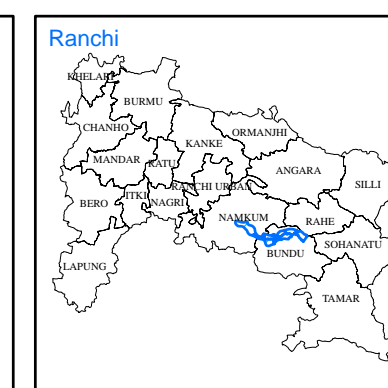 Ranchi
KHELARI
BURMU
CHANHO
ORMANJHI
KANKE
MANDAR
RATU
ANGARA
RANCHI URBAN
SILLI
ITKI
BERO
NAGRI
NAMKUM
RAHE
SOHANATU
BUNDU
LAPUNG
TAMAR